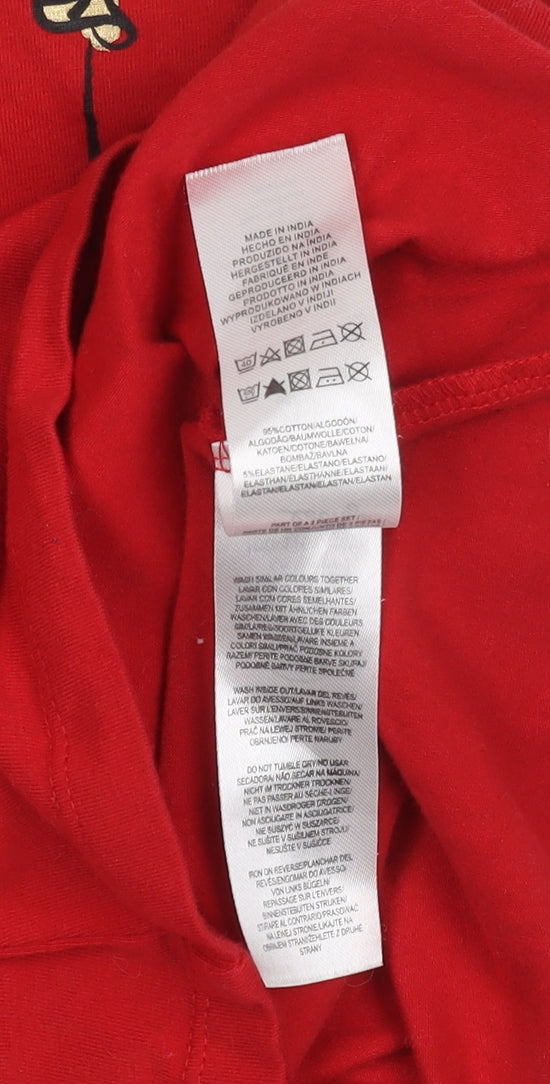 MADE IN INDIA
HECHO EN INDIA
PRODUZIDO NA ÍNDIA
HERGESTELLT IN INDIA
FABRIQUÉ EN INDE
GEPRODUCEERD IN INDIA
PRODOTTO IN INDIA
WYPRODUKOWANO W INDIACH
IZDELANO V INDIJI
VYROBENO V INDII
40
95%COTTON/ALGODÓN/
ALGODÃO/BAUMWOLLE/COTON/
KATOEN/COTONE/BAWEŁNA/
BOMBAŽ/BAVLNA
5%ELASTANE/ELASTANO/ELASTANO/
ELASTHAN/ELASTHANNE/ELASTAAN/
ELASTAN/ELASTAN/ELASTAN/ELASTAN
PART OF A 2 PIECE SET /
PARTE DE UN CONJUNTO DE 2 PIEZAS /
WASH SIMILAR COLOURS TOGETHER
LAVAR CON COLORES SIMILARES/
LAVAR COM CORES SEMELHANTES/
ZUSAMMEN MIT ÄHNLICHEN FARBEN
WASCHEN/LAVER AVEC DES COULEURS
SIMILAIRES/SOORTGELIJKE KLEUREN
SAMEN WASSEN/LAVARE INSIEME A
COLORI SIMILI/PRAĆ PODOBNE KOLORY
RAZEM/PERITE PODOBNE BARVE SKUPAJ/
PODOBNÉ BARVY PERTE SPOLEČNĚ
WASH INSIDE OUT/LAVAR DEL REVÉS/
LAVAR DO AVESSO/AUF LINKS WASCHEN/
LAVER SUR L'ENVERS/BINNENSTEBUITEN
WASSEN/LAVARE AL ROVESCIO/
PRAĆ NA LEWEJ STRONIE/ PERITE
OBRNJENO/ PERTE NARUBY
DO NOT TUMBLE DRY/NO USAR
SECADORA/ NÃO SECAR NA MÁQUINA/
NICHT IM TROCKNER TROCKNEN/
NE PAS PASSER AU SÈCHE-LINGE/
NIET IN WASDROGER DROGEN/
NON ASCIUGARE IN ASCIUGATRICE/
NIE SUSZYĆ W SUSZARCE/
NE SUŠITE V SUŠILNEM STROJU/
NESUŠTE V SUŠIČCE
IRON ON REVERSE/PLANCHAR DEL
REVÉS/ENGOMAR DO AVESSO/
VON LINKS BÜGELN/
REPASSAGE SUR L'ENVERS/
BINNENSTEBUITEN STRIJKEN/
STIRARE AL CONTRARIO PRASOWAĆ
NA LEWEJ STRONIE/LIKAJTE NA
OBRNJENI STRANI/ŽEHLETE Z DRUHÉ
STRANY